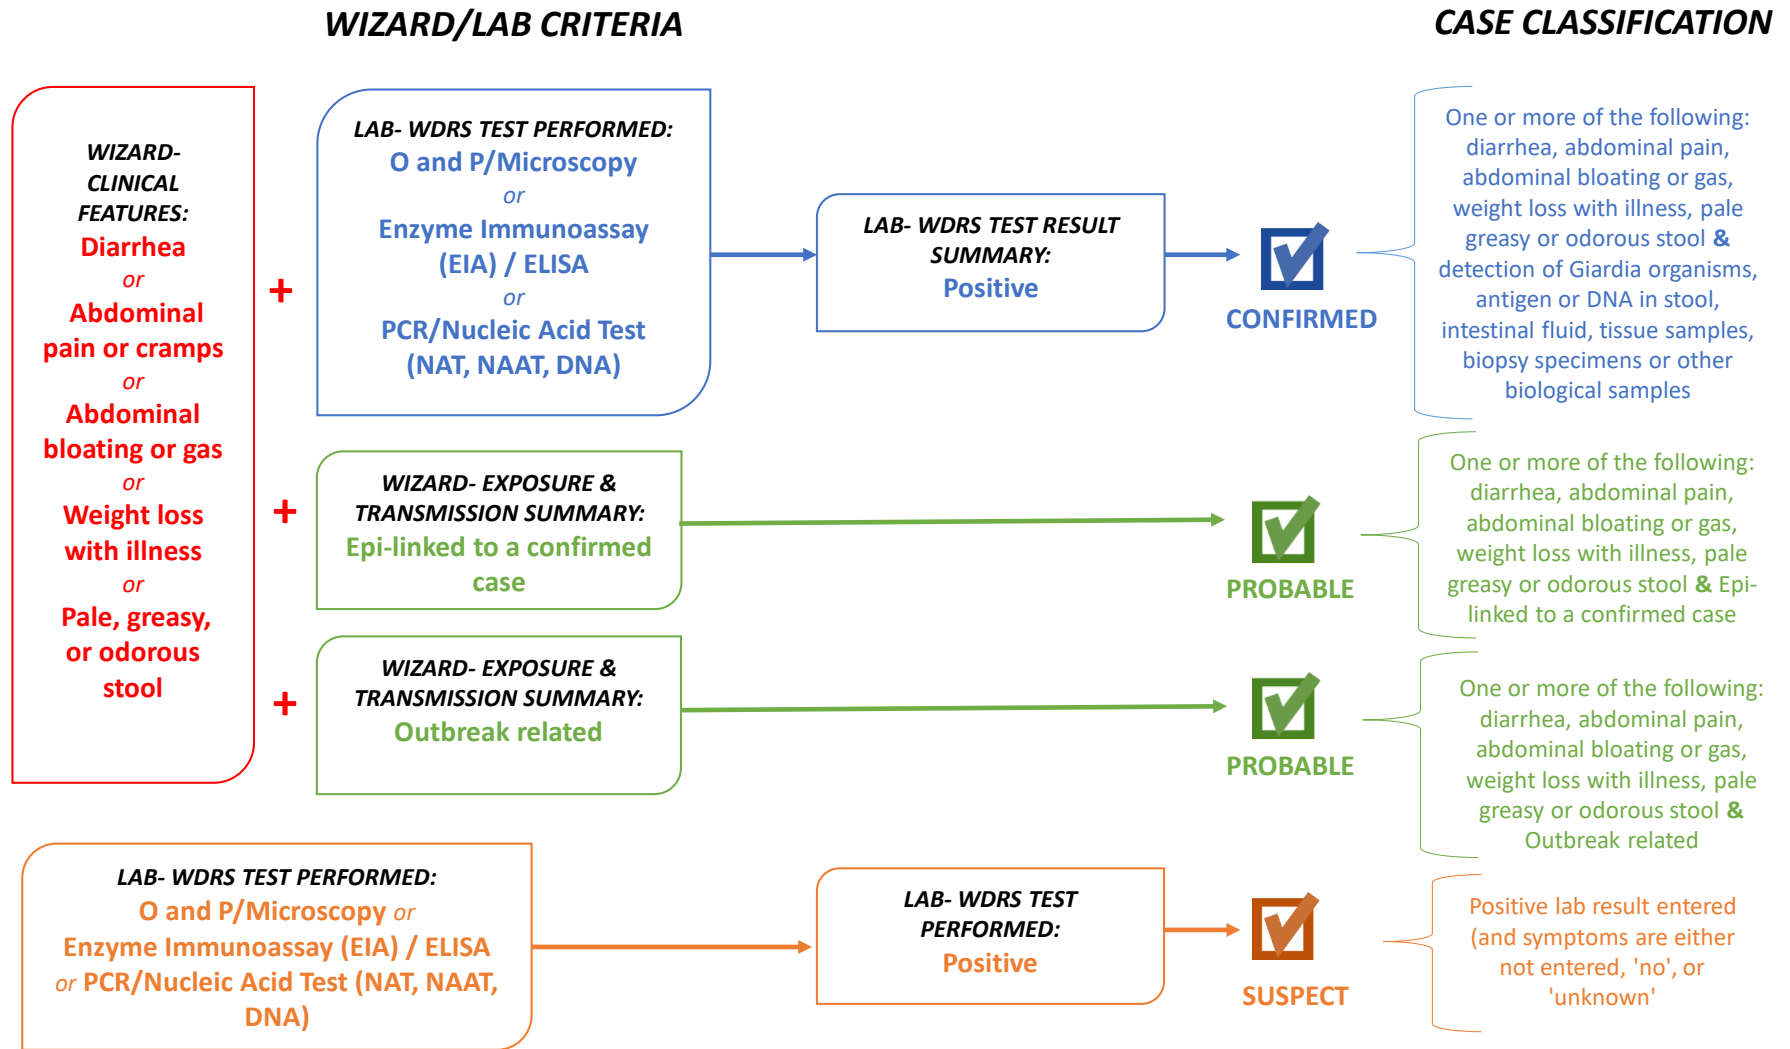 WIZARD/LAB CRITERIA
CASE CLASSIFICATION
WIZARD-
CLINICAL
FEATURES:
Diarrhea
or
Abdominal
pain or cramps
or
Abdominal
bloating or gas
or
Weight loss
with illness
or
Pale, greasy,
or odorous
stool
+
LAB- WDRS TEST PERFORMED:
O and P/Microscopy
or
Enzyme Immunoassay
(EIA) / ELISA
or
PCR/Nucleic Acid Test
(NAT, NAAT, DNA)
LAB- WDRS TEST RESULT
SUMMARY:
Positive
CONFIRMED
One or more of the following:
diarrhea, abdominal pain,
abdominal bloating or gas,
weight loss with illness, pale
greasy or odorous stool &
detection of Giardia organisms,
antigen or DNA in stool,
intestinal fluid, tissue samples,
biopsy specimens or other
biological samples
+
WIZARD- EXPOSURE &
TRANSMISSION SUMMARY:
Epi-linked to a confirmed
case
PROBABLE
One or more of the following:
diarrhea, abdominal pain,
abdominal bloating or gas,
weight loss with illness, pale
greasy or odorous stool & Epi-
linked to a confirmed case
+
WIZARD- EXPOSURE &
TRANSMISSION SUMMARY:
Outbreak related
PROBABLE
One or more of the following:
diarrhea, abdominal pain,
abdominal bloating or gas,
weight loss with illness, pale
greasy or odorous stool &
Outbreak related
LAB- WDRS TEST PERFORMED:
O and P/Microscopy or
Enzyme Immunoassay (EIA) / ELISA
or PCR/Nucleic Acid Test (NAT, NAAT,
DNA)
LAB- WDRS TEST
PERFORMED:
Positive
SUSPECT
Positive lab result entered
(and symptoms are either
not entered, 'no', or
'unknown'